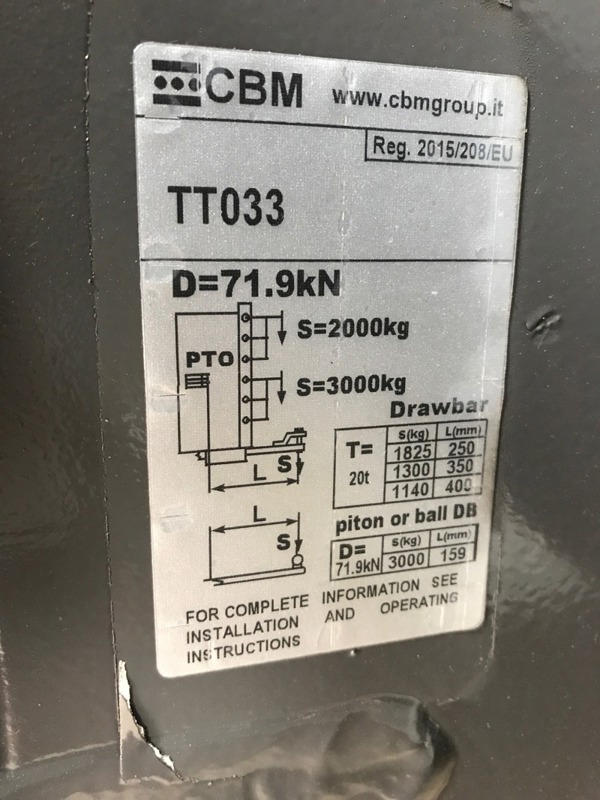 CBM www.cbmgroup.it
Reg. 2015/208/EU
TT033
D=71.9kN
S=2000kg
PTO
S=3000kg
Drawbar
T= S(kg) L(mm)
20t 1825 250
1300 350
1140 400
S
L
piton or ball DB
L
S
D= S(kg) L(mm)
71.9kN 3000 159
FOR COMPLETE INFORMATION SEE
INSTALLATION AND OPERATING
INSTRUCTIONS